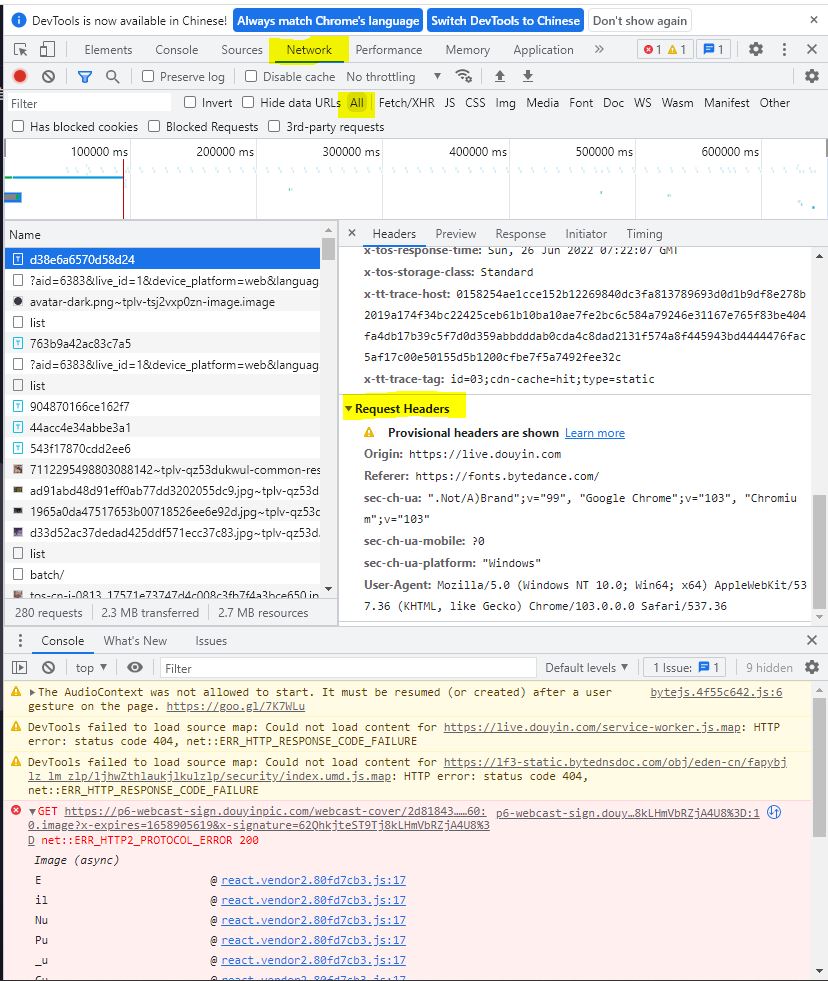 DevTools is now available in Chinese! Always match Chrome's language Switch DevTools to Chinese Don't show again
Elements Console Sources Network Performance Memory Application » 1 1 1
Preserve log Disable cache No throttling
Filter Invert Hide data URLs All Fetch/XHR JS CSS Img Media Font Doc WS Wasm Manifest Other
Has blocked cookies Blocked Requests 3rd-party requests
100000 ms 200000 ms 300000 ms 400000 ms 500000 ms 600000 ms
Name
d38e6a6570d58d24
?aid=6383&live_id=1&device_platform=web&languag
avatar-dark.png~tplv-tsj2vxp0zn-image.image
list
763b9a42ac83c7a5
?aid=6383&live_id=1&device_platform=web&languag
list
904870166ce162f7
44acc4e34abbe3a1
543f17870cdd2ee6
7112295498803088142~tplv-qz53dukwul-common-res
ad91abd48d91eff0ab77dd3202055dc9.jpg~tplv-qz53d
1965a0da47517653b00718526ee6e92d.jpg~tplv-qz53c
d33d52ac37dedad425ddf571ecc37c83.jpg~tplv-qz53d
list
batch/
280 requests 2.3 MB transferred 2.7 MB resources
Headers Preview Response Initiator Timing
x-tos-response-time: Sun, 26 Jun 2022 07:22:07 GMT
x-tos-storage-class: Standard
x-tt-trace-host: 0158254ae1cce152b12269840dc3fa813789693d0d1b9df8e278b
2019a174f34bc22425ceb61b10ba10ae7fe2bc6c584a79246e31167e765f83be404
fa4db17b39c5f7d0d359abbdddab0cda4c8dad2131f574a8f445943bd4444476fac
5af17c00e50155d5b1200cfbe7f5a7492fee32c
x-tt-trace-tag: id=03;cdn-cache=hit;type=static
Request Headers
Provisional headers are shown Learn more
Origin: https://live.douyin.com
Referer: https://fonts.bytedance.com/
sec-ch-ua: ".Not/A)Brand";v="99", "Google Chrome";v="103", "Chromiu
m";v="103"
sec-ch-ua-mobile: ?0
sec-ch-ua-platform: "Windows"
User-Agent: Mozilla/5.0 (Windows NT 10.0; Win64; x64) AppleWebKit/53
7.36 (KHTML, like Gecko) Chrome/103.0.0.0 Safari/537.36
Console What's New Issues
top Filter Default levels 1 Issue: 1 9 hidden
The AudioContext was not allowed to start. It must be resumed (or created) after a user bytejs.4f55c642.js:6
gesture on the page. https://goo.gl/7K7WLu
DevTools failed to load source map: Could not load content for https://live.douyin.com/service-worker.js.map: HTTP
error: status code 404, net::ERR_HTTP_RESPONSE_CODE_FAILURE
DevTools failed to load source map: Could not load content for https://lf3-static.bytednsdoc.com/obj/eden-cn/fapybj
lz_lm_zlp/ljhwZthlaukjlkulzlp/security/index.umd.js.map: HTTP error: status code 404,
net::ERR_HTTP_RESPONSE_CODE_FAILURE
GET https://p6-webcast-sign.douyinpic.com/webcast-cover/2d81843……60: p6-webcast-sign.douy…8kLHmVbRZjA4U8%3D:1
0.image?x-expires=1658905619&x-signature=62QhkjteST9Tj8kLHmVbRZjA4U8%3
D net::ERR_HTTP2_PROTOCOL_ERROR 200
Image (async)
E @ react.vendor2.80fd7cb3.js:17
il @ react.vendor2.80fd7cb3.js:17
Nu @ react.vendor2.80fd7cb3.js:17
Pu @ react.vendor2.80fd7cb3.js:17
_u @ react.vendor2.80fd7cb3.js:17